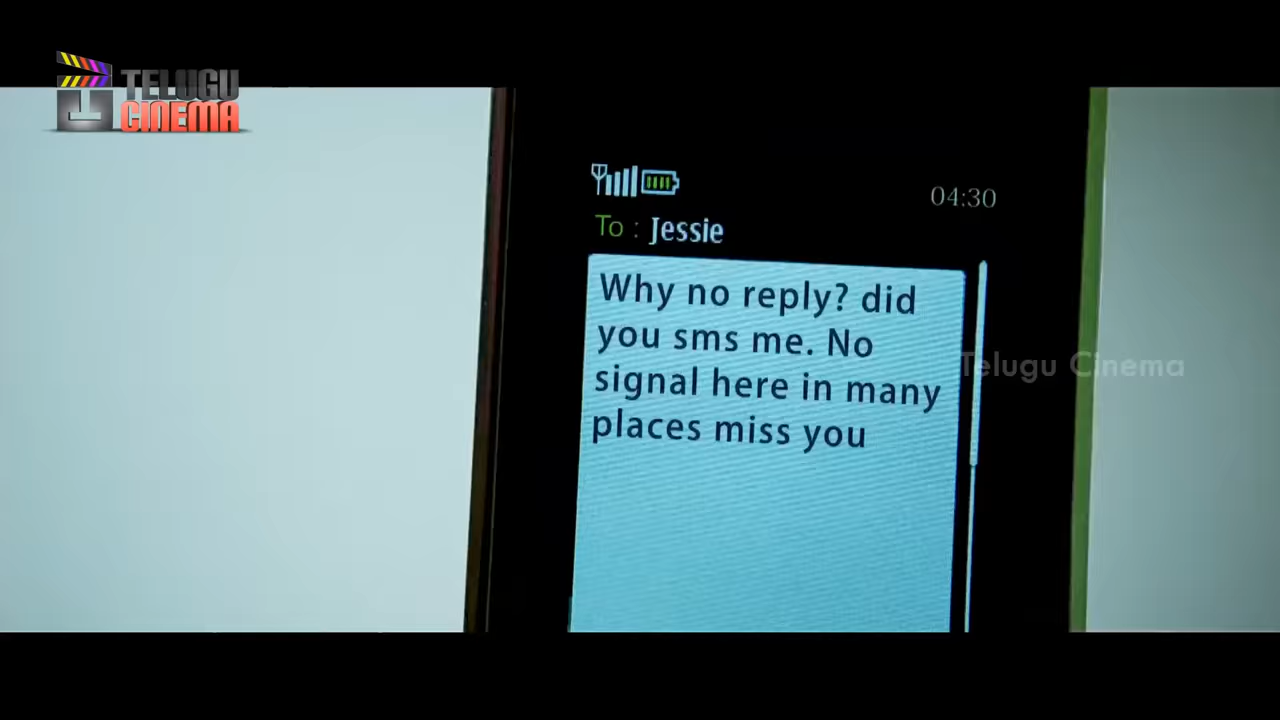 TELUGU
CINEMA
04:30
To : Jessie
Why no reply? did
you sms me. No
signal here in many
places miss you
Telugu Cinema